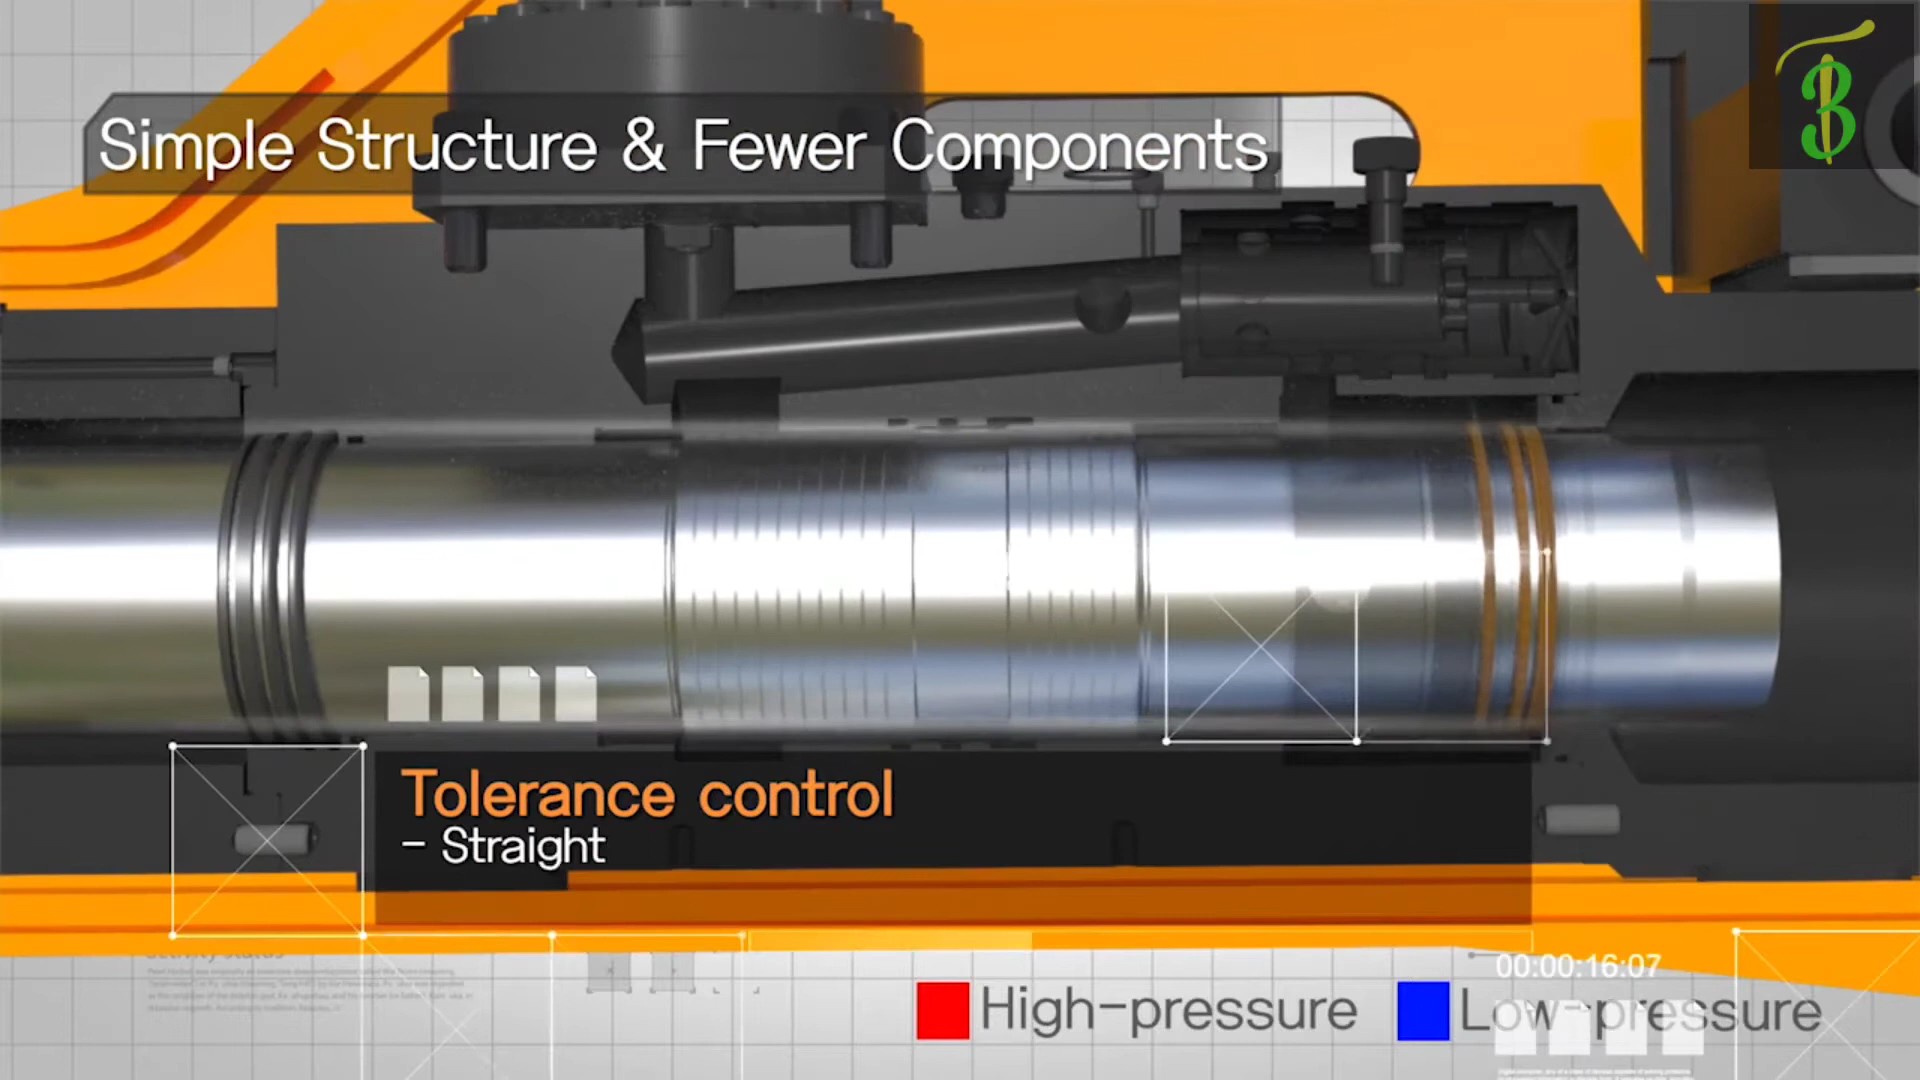 Simple Structure & Fewer Components
Tolerance control
- Straight
00:00:16:07
High-pressure
Low-pressure